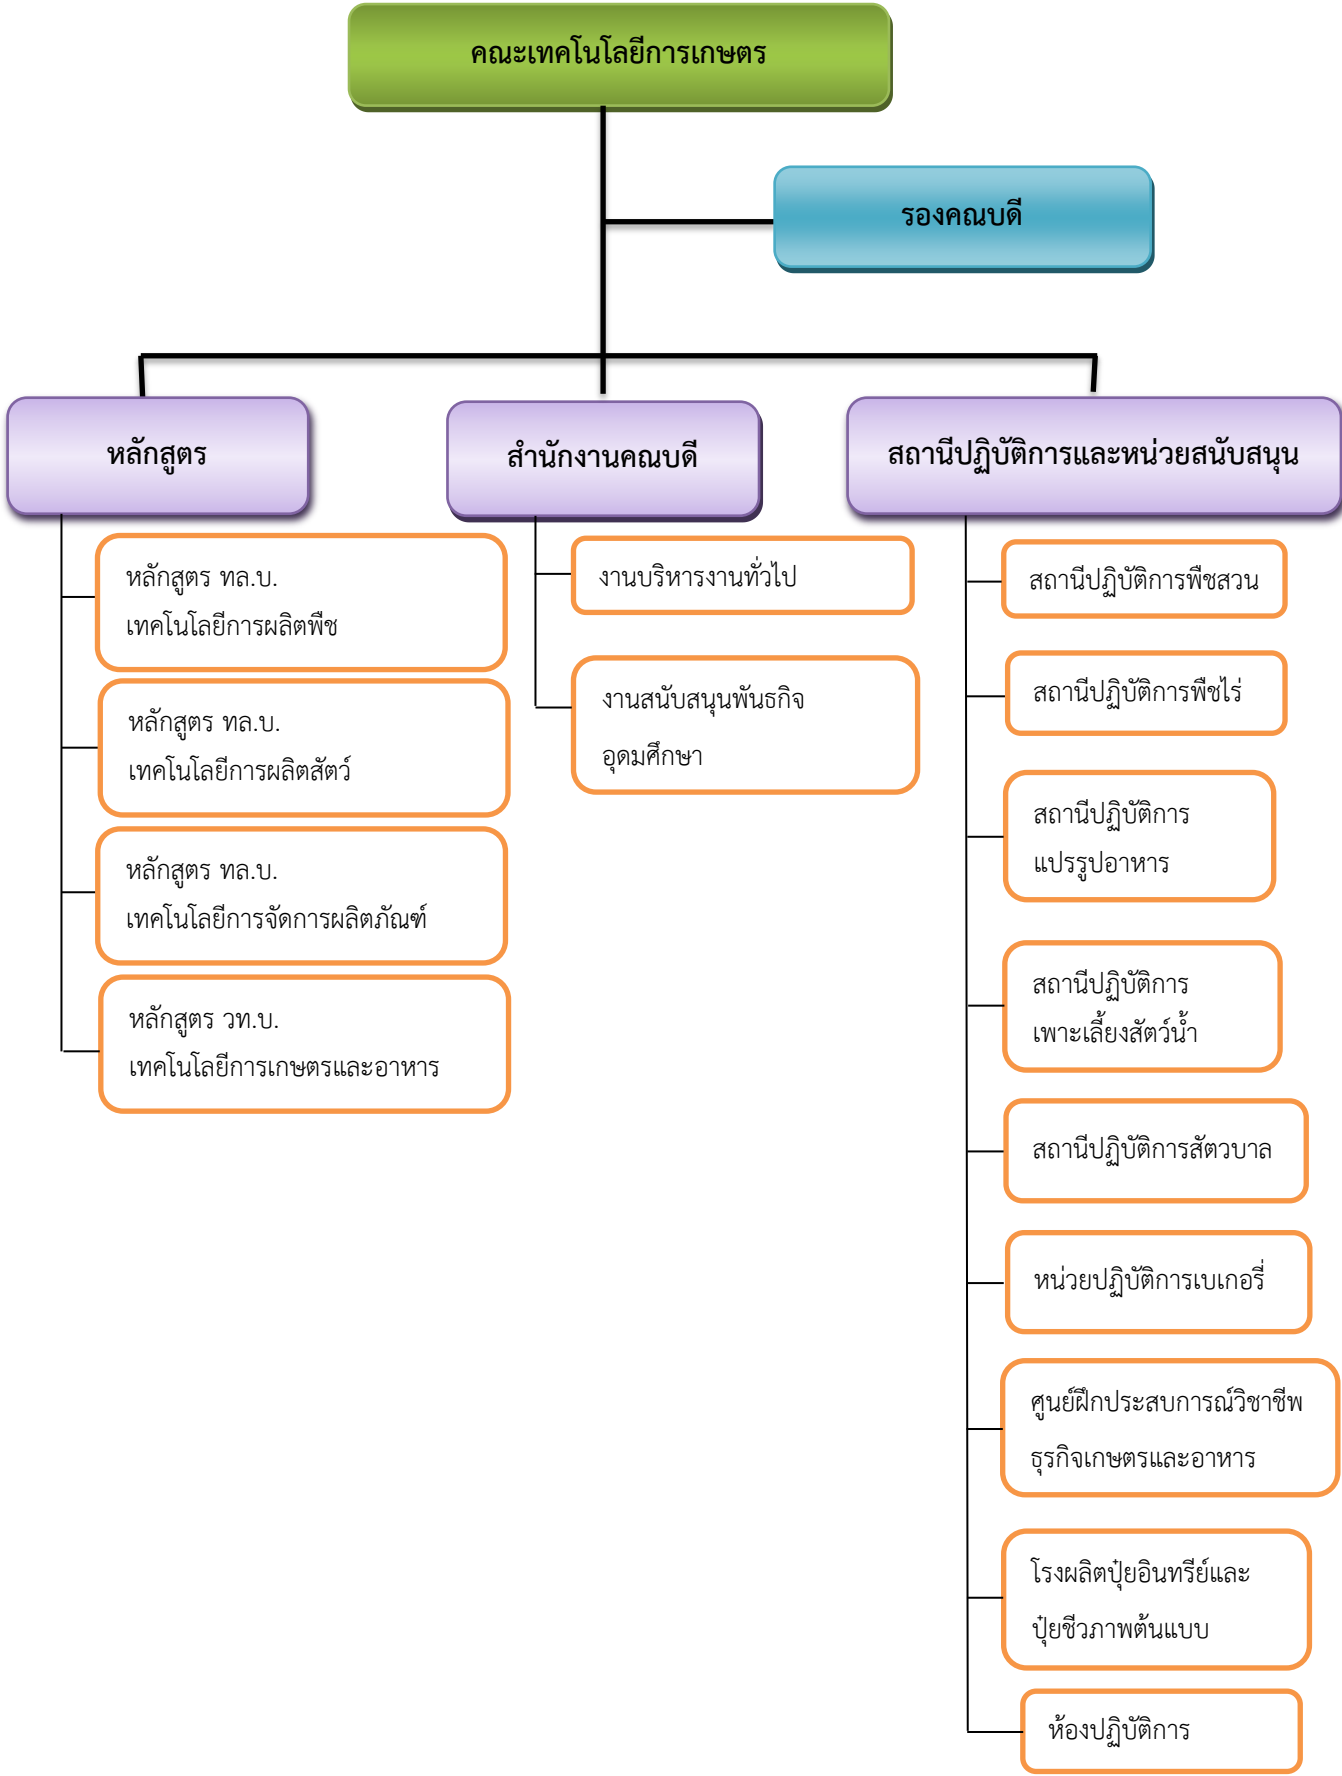 คณะเทคโนโลยีการเกษตร
รองคณบดี
หลักสูตร
สำนักงานคณบดี
สถานีปฏิบัติการและหน่วยสนับสนุน
หลักสูตร ทล.บ.
เทคโนโลยีการผลิตพืช
หลักสูตร ทล.บ.
เทคโนโลยีการผลิตสัตว์
หลักสูตร ทล.บ.
เทคโนโลยีการจัดการผลิตภัณฑ์
หลักสูตร วท.บ.
เทคโนโลยีการเกษตรและอาหาร
งานบริหารงานทั่วไป
งานสนับสนุนพันธกิจ
อุดมศึกษา
สถานีปฏิบัติการพืชสวน
สถานีปฏิบัติการพืชไร่
สถานีปฏิบัติการ
แปรรูปอาหาร
สถานีปฏิบัติการ
เพาะเลี้ยงสัตว์น้ำ
สถานีปฏิบัติการสัตวบาล
หน่วยปฏิบัติการเบเกอรี่
ศูนย์ฝึกประสบการณ์วิชาชีพ
ธุรกิจเกษตรและอาหาร
โรงผลิตปุ๋ยอินทรีย์และ
ปุ๋ยชีวภาพต้นแบบ
ห้องปฏิบัติการ